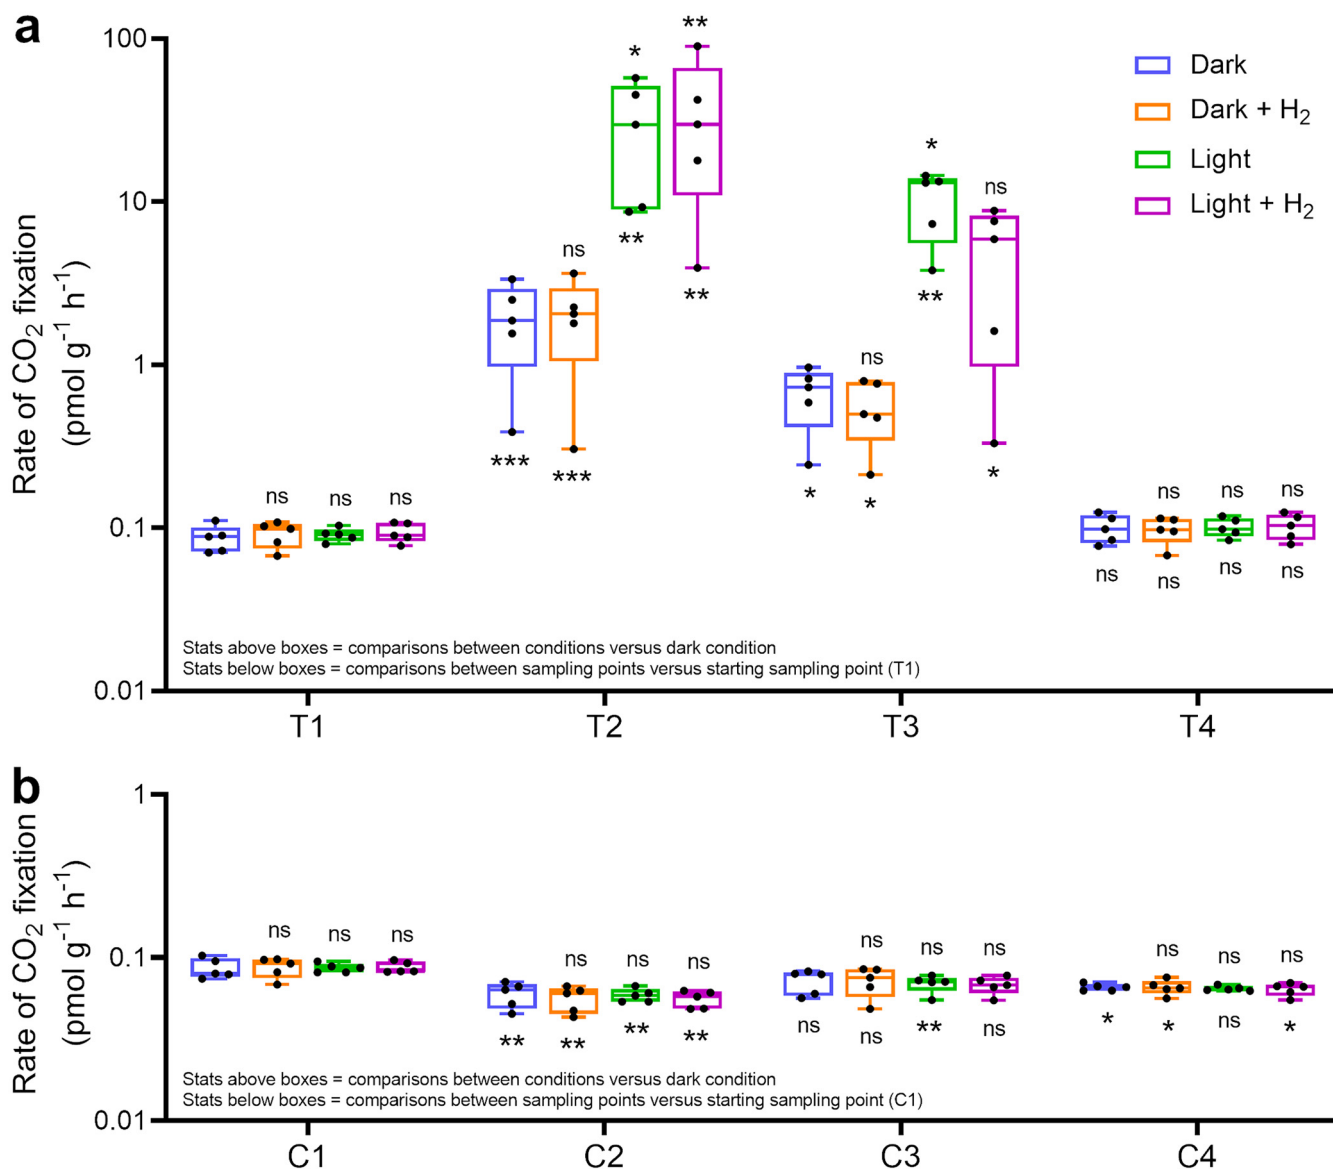 a
Rate of CO2 fixation
(pmol g-1 h-1)
100
10
1
0.1
0.01
Dark
Dark + H2
Light
Light + H2
ns ns ns
ns * **
*** *** ** **
ns * ns
* * ** *
ns ns ns
ns ns ns ns
Stats above boxes = comparisons between conditions versus dark condition
Stats below boxes = comparisons between sampling points versus starting sampling point (T1)
T1 T2 T3 T4
b
Rate of CO2 fixation
(pmol g-1 h-1)
1
0.1
0.01
ns ns ns
ns ns ns
** ** ** **
ns ns ns
ns ns ** ns
ns ns ns
* * ns *
Stats above boxes = comparisons between conditions versus dark condition
Stats below boxes = comparisons between sampling points versus starting sampling point (C1)
C1 C2 C3 C4